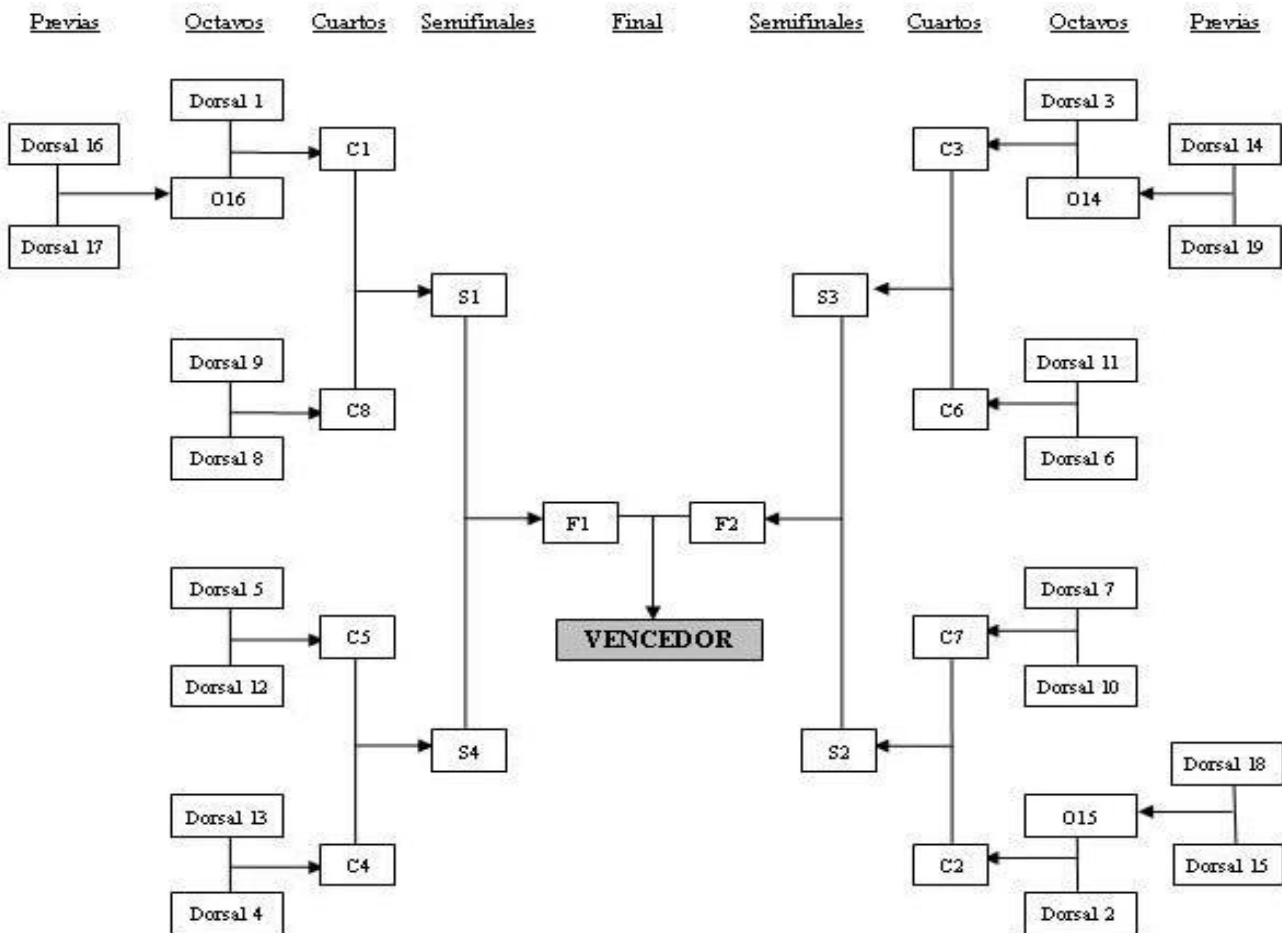 Previas Octavos Cuartos Semifinales Final Semifinales Cuartos Octavos Previas
Dorsal 1
Dorsal 3
Dorsal 16
C1
C3
Dorsal 14
O16
O14
Dorsal 17
Dorsal 19
S1
S3
Dorsal 9
Dorsal 11
C8
C6
Dorsal 8
Dorsal 6
F1
F2
Dorsal 5
Dorsal 7
C5
VENCEDOR
C7
Dorsal 12
Dorsal 10
S4
S2
Dorsal 18
Dorsal 13
O15
C4
C2
Dorsal 15
Dorsal 4
Dorsal 2